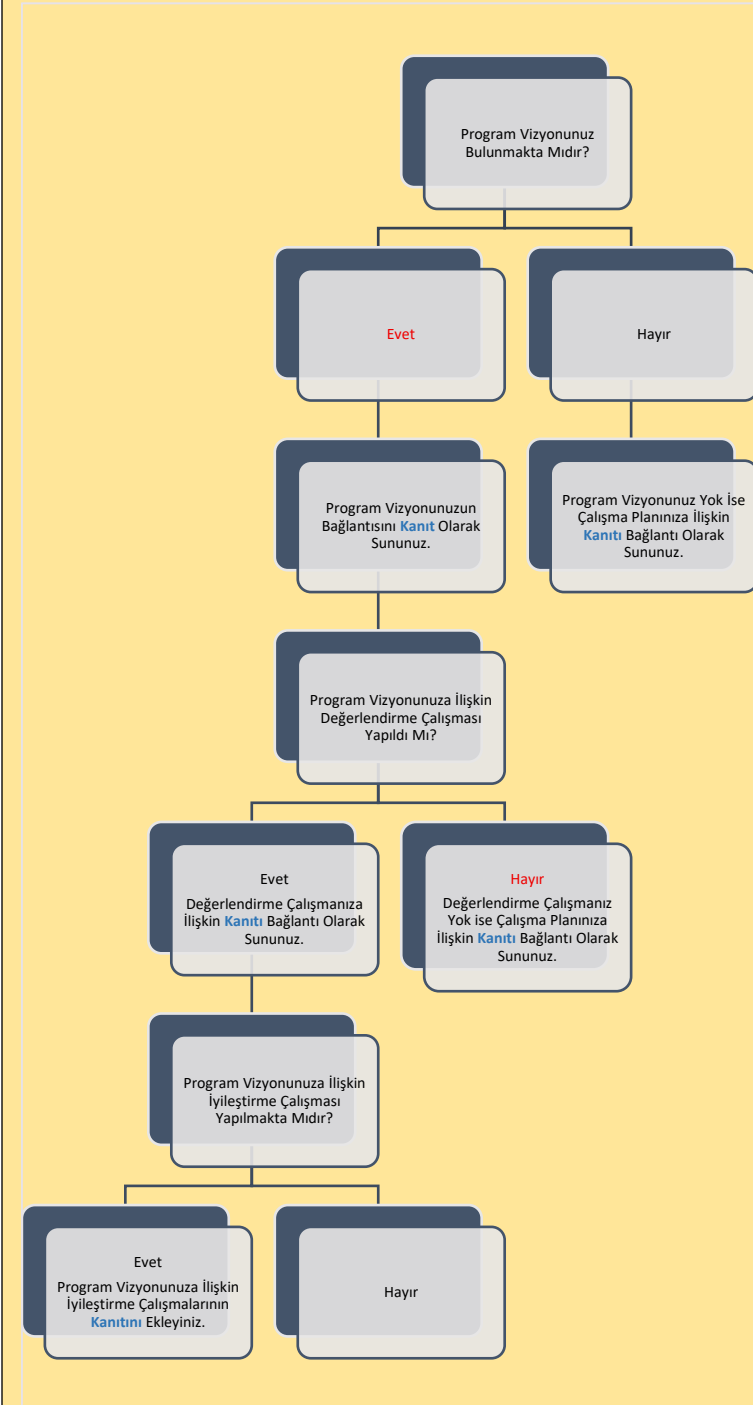 Program Vizyonunuz
Bulunmakta Mıdır?
Evet
Hayır
Program Vizyonunuzun
Bağlantısını Kanıt Olarak
Sununuz.
Program Vizyonunuz Yok İse
Çalışma Planınıza İlişkin
Kanıtı Bağlantı Olarak
Sununuz.
Program Vizyonunuza İlişkin
Değerlendirme Çalışması
Yapıldı Mı?
Evet
Değerlendirme Çalışmanıza
İlişkin Kanıtı Bağlantı Olarak
Sununuz.
Hayır
Değerlendirme Çalışmanız
Yok ise Çalışma Planınıza
İlişkin Kanıtı Bağlantı Olarak
Sununuz.
Program Vizyonunuza İlişkin
İyileştirme Çalışması
Yapılmakta Mıdır?
Evet
Program Vizyonunuza İlişkin
İyileştirme Çalışmalarının
Kanıtını Ekleyiniz.
Hayır